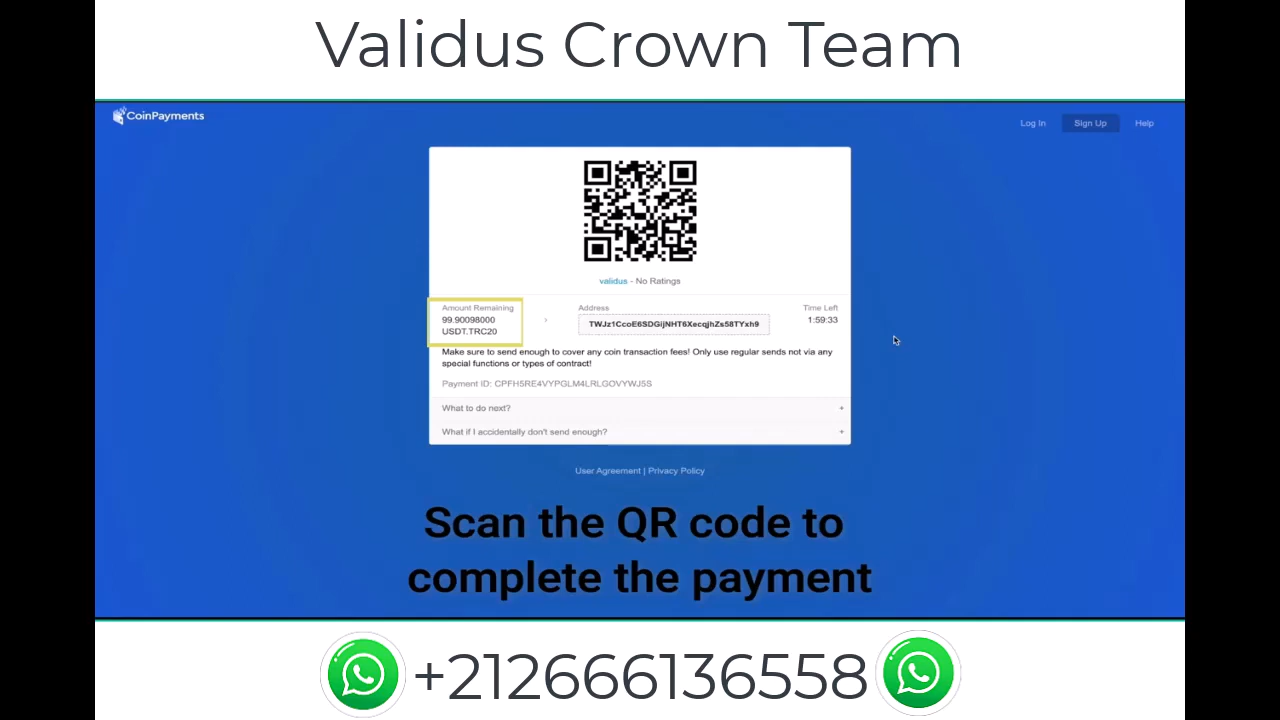 Validus Crown Team
CoinPayments
Log In
Sign Up
Help
validus - No Ratings
Amount Remaining
99.90098000
USDT.TRC20
Address
TWJz1CcoE6SDGijNHT6XecqjhZs58TYxh9
Time Left
1:59:33
Make sure to send enough to cover any coin transaction fees! Only use regular sends not via any
special functions or types of contract!
Payment ID: CPFH5RE4VYPGLM4LRLGOVYWJ5S
What to do next?
+
What if I accidentally don't send enough?
+
User Agreement | Privacy Policy
Scan the QR code to
complete the payment
+212666136558